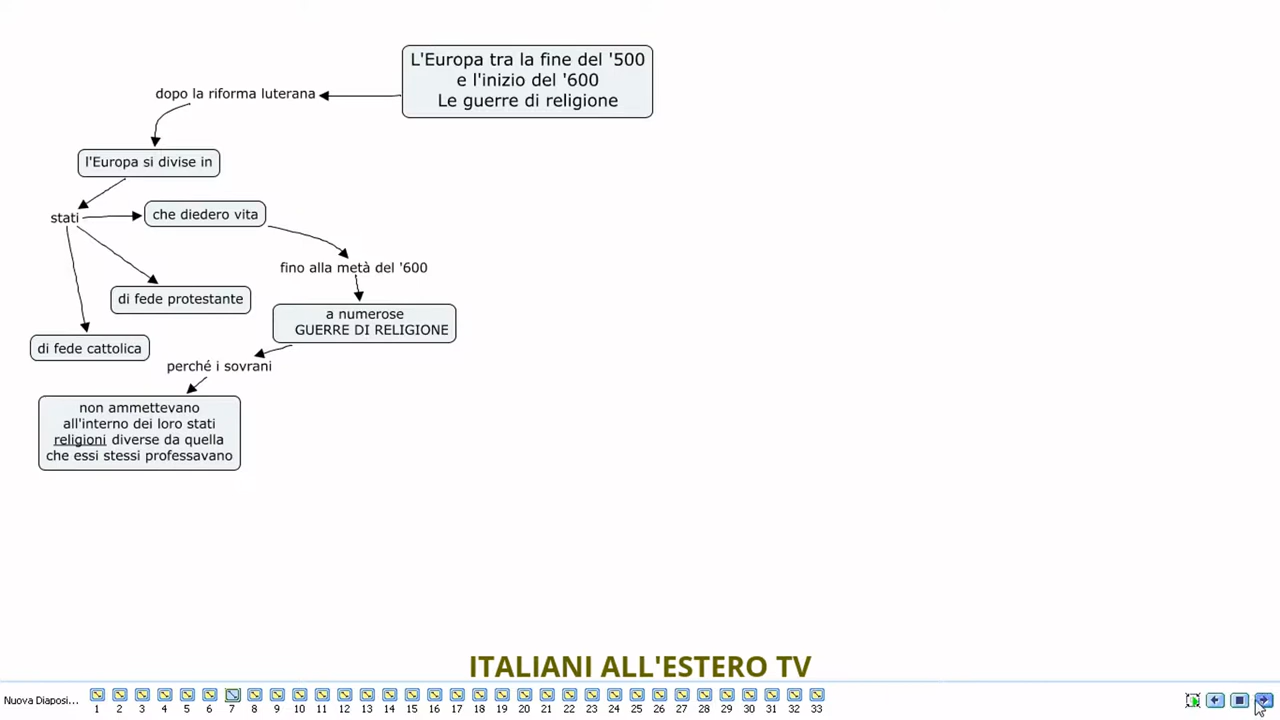 L'Europa tra la fine del '500
e l'inizio del '600
Le guerre di religione
dopo la riforma luterana
l'Europa si divise in
stati
che diedero vita
fino alla metà del '600
di fede protestante
a numerose
GUERRE DI RELIGIONE
di fede cattolica
perché i sovrani
non ammettevano
all'interno dei loro stati
religioni diverse da quella
che essi stessi professavano
ITALIANI ALL'ESTERO TV
Nuova Diaposi...
1 2 3 4 5 6 7 8 9 10 11 12 13 14 15 16 17 18 19 20 21 22 23 24 25 26 27 28 29 30 31 32 33